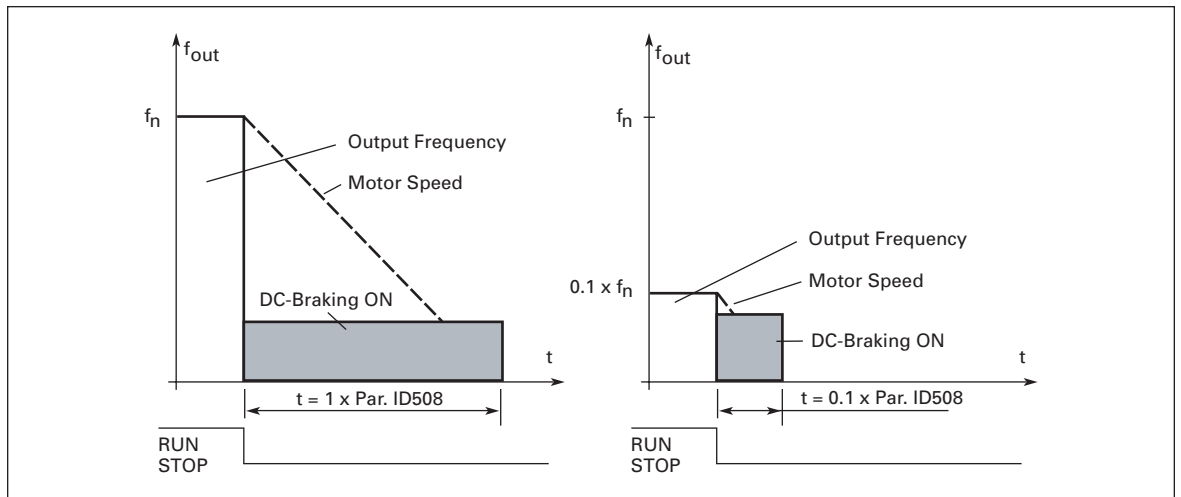 fout
fn
Output Frequency
Motor Speed
DC-Braking ON
t
t = 1 x Par. ID508
RUN
STOP
fout
fn
Output Frequency
Motor Speed
0.1 x fn
DC-Braking ON
t
t = 0.1 x Par. ID508
RUN
STOP